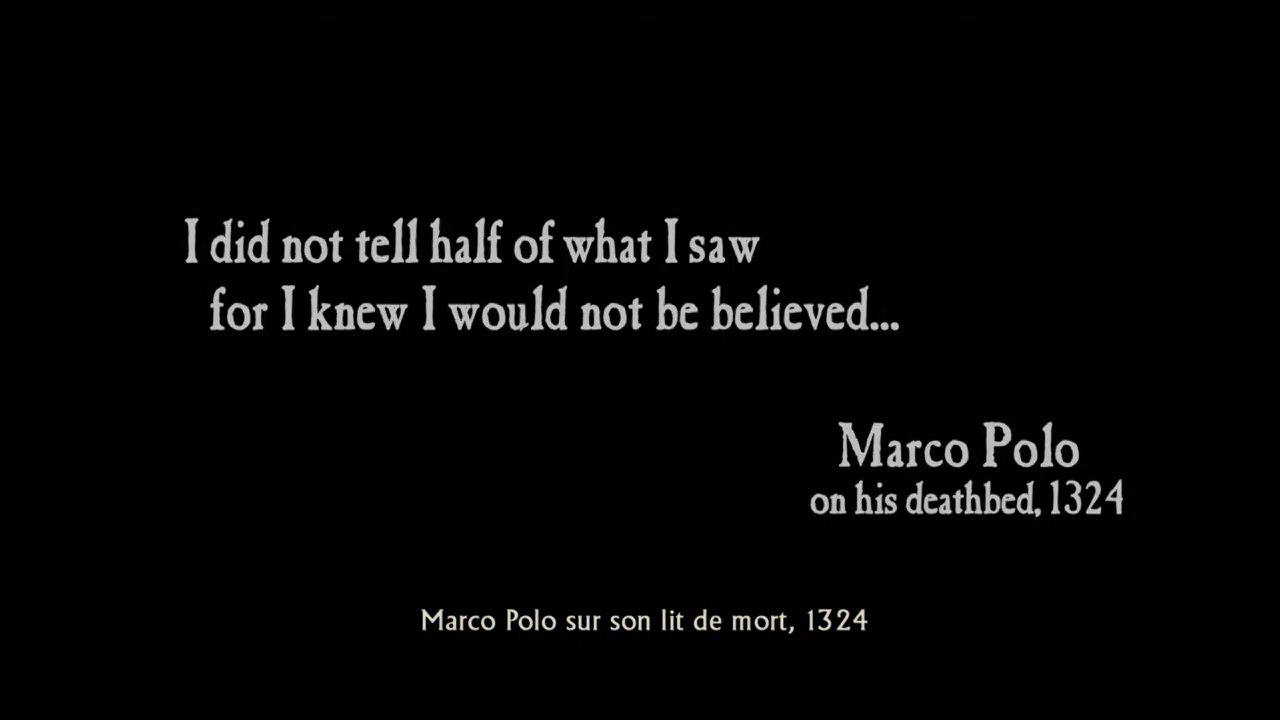 I did not tell half of what I saw
for I knew I would not be believed...
Marco Polo
on his deathbed, 1324
Marco Polo sur son lit de mort, 1324